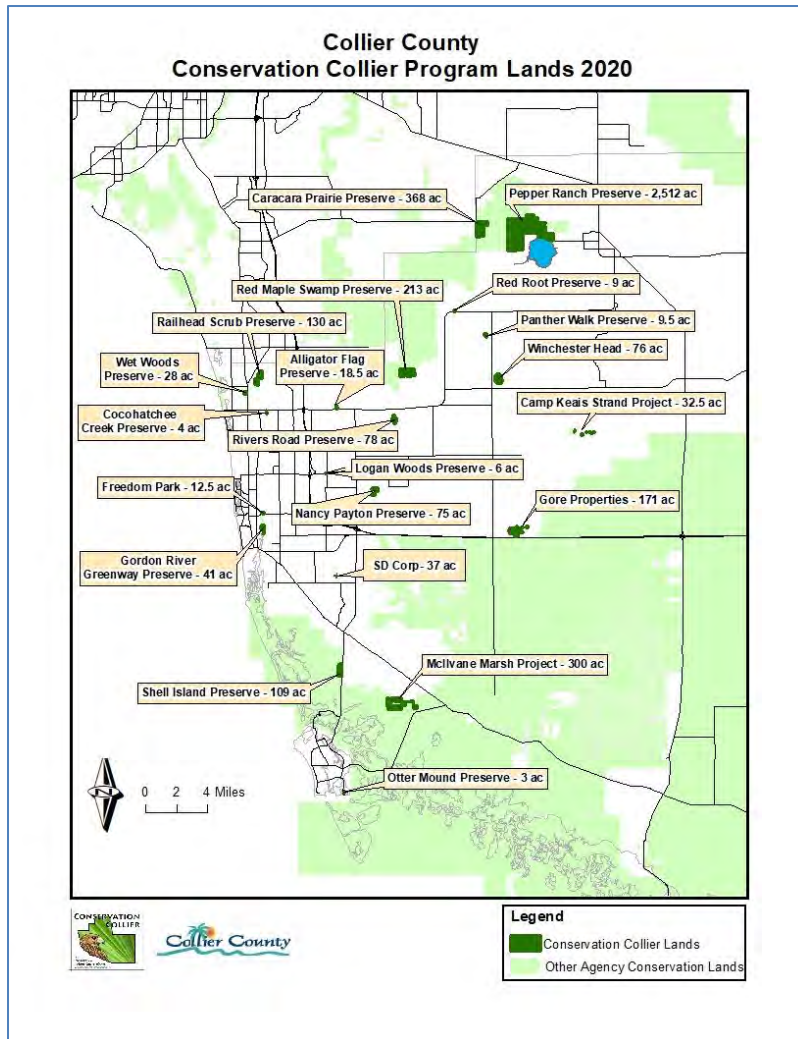 Collier County
Conservation Collier Program Lands 2020
Caracara Prairie Preserve - 368 ac
Pepper Ranch Preserve - 2,512 ac
Red Maple Swamp Preserve - 213 ac
Red Root Preserve - 9 ac
Railhead Scrub Preserve - 130 ac
Panther Walk Preserve - 9.5 ac
Wet Woods
Preserve - 28 ac
Alligator Flag
Preserve - 18.5 ac
Winchester Head - 76 ac
Cocohatchee
Creek Preserve - 4 ac
Camp Keais Strand Project - 32.5 ac
Rivers Road Preserve - 78 ac
Logan Woods Preserve - 6 ac
Freedom Park - 12.5 ac
Nancy Payton Preserve - 75 ac
Gore Properties - 171 ac
Gordon River
Greenway Preserve - 41 ac
SD Corp- 37 ac
McIlvane Marsh Project - 300 ac
Shell Island Preserve - 109 ac
Otter Mound Preserve - 3 ac
N
0 2 4 Miles
CONSERVATION
COLLIER
Collier County
Legend
Conservation Collier Lands
Other Agency Conservation Lands